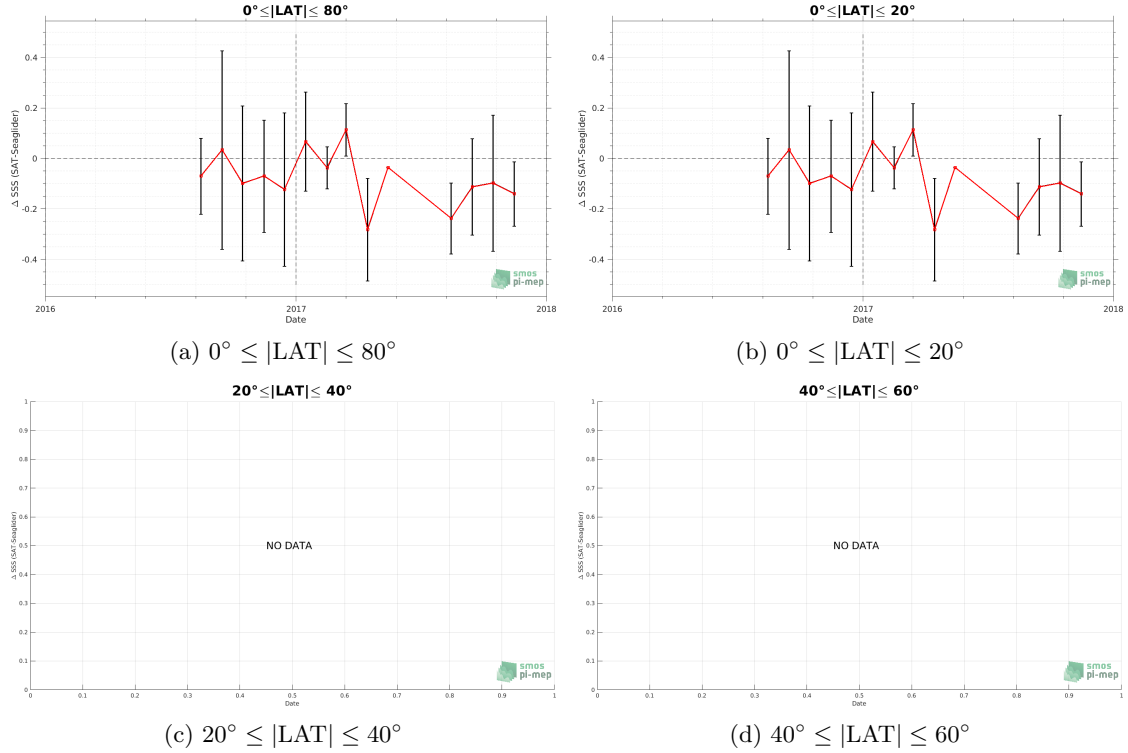 0°≤|LAT|≤ 80°
Δ SSS (SAT-Seaglider)
0.4
0.2
0
-0.2
-0.4
2016
2017
2018
Date
smos
pi-mep
(a) 0° ≤ |LAT| ≤ 80°
0°≤|LAT|≤ 20°
Δ SSS (SAT-Seaglider)
0.4
0.2
0
-0.2
-0.4
2016
2017
2018
Date
smos
pi-mep
(b) 0° ≤ |LAT| ≤ 20°
20°≤|LAT|≤ 40°
Δ SSS (SAT-Seaglider)
1
0.9
0.8
0.7
0.6
0.5
0.4
0.3
0.2
0.1
0
NO DATA
0 0.1 0.2 0.3 0.4 0.5 0.6 0.7 0.8 0.9 1
Date
smos
pi-mep
(c) 20° ≤ |LAT| ≤ 40°
40°≤|LAT|≤ 60°
Δ SSS (SAT-Seaglider)
1
0.9
0.8
0.7
0.6
0.5
0.4
0.3
0.2
0.1
0
NO DATA
0 0.1 0.2 0.3 0.4 0.5 0.6 0.7 0.8 0.9 1
Date
smos
pi-mep
(d) 40° ≤ |LAT| ≤ 60°